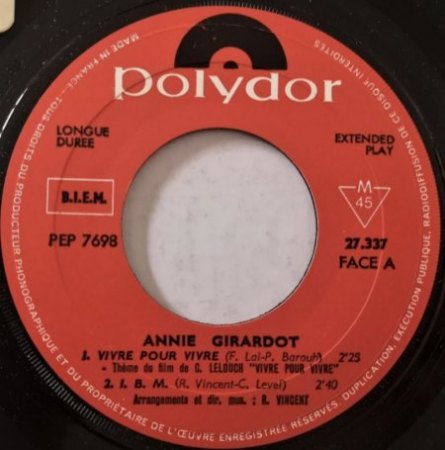 polydor
MADE IN FRANCE - TOUS DROITS DU PRODUCTEUR PHONOGRAPHIQUE ET DU PROPRIÉTAIRE DE L'ŒUVRE ENREGISTRÉE RÉSERVÉS. DUPLICATION, EXÉCUTION PUBLIQUE, RADIODIFFUSION DE CE DISQUE INTERDITES
LONGUE
DUREE
EXTENDED
PLAY
B.I.E.M.
M
45
PEP 7698
27.337
FACE A
ANNIE GIRARDOT
1. VIVRE POUR VIVRE (F. Lai-P. Barouh) 2'25
- Thème du film de C. LELOUCH "VIVRE POUR VIVRE"
2. I. B. M. (R. Vincent-C. Level) 2'40
Arrangements et dir. mus. : R. VINCENT